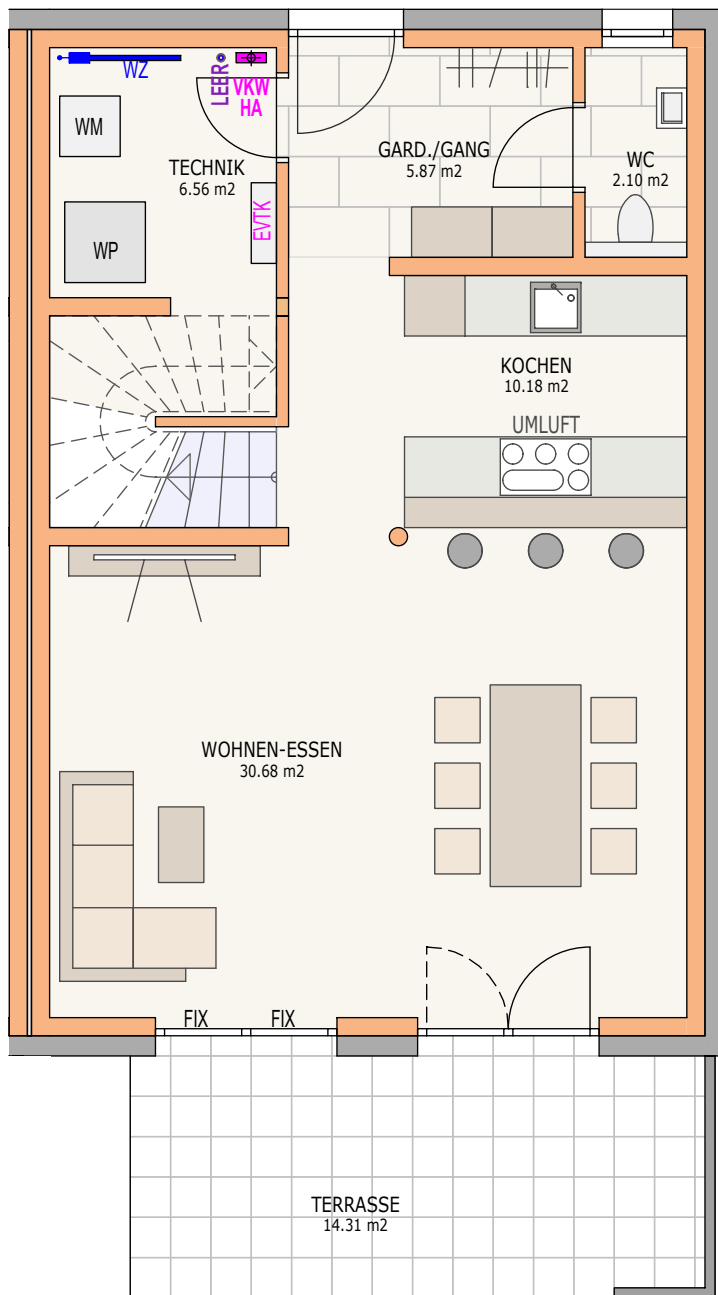 WZ
LEER
VKW
HA
WM
TECHNIK
6.56 m2
GARD./GANG
5.87 m2
WC
2.10 m2
EVTK
WP
KOCHEN
10.18 m2
UMLUFT
WOHNEN-ESSEN
30.68 m2
FIX
FIX
TERRASSE
14.31 m2